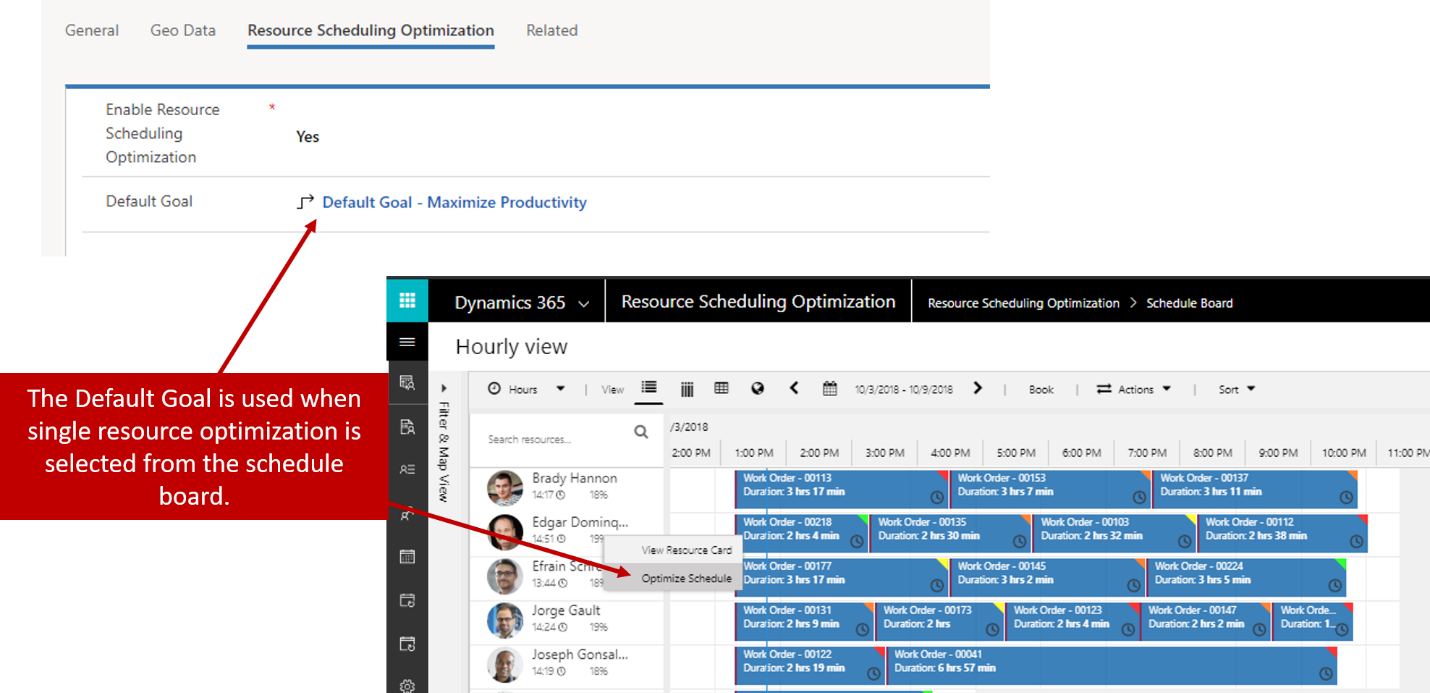 General Geo Data Resource Scheduling Optimization Related
Enable Resource *
Scheduling
Optimization
Yes
Default Goal Default Goal - Maximize Productivity
The Default Goal is used when
single resource optimization is
selected from the schedule
board.
Dynamics 365 Resource Scheduling Optimization Resource Scheduling Optimization > Schedule Board
Hourly view
Filter & Map View
Hours | View 10/3/2018 - 10/9/2018 | Book | Actions | Sort
Search resources...
/3/2018
2:00 PM 1:00 PM 2:00 PM 3:00 PM 4:00 PM 5:00 PM 6:00 PM 7:00 PM 8:00 PM 9:00 PM 10:00 PM 11:00 PM
Brady Hannon
14:17 18%
Work Order - 00113 Work Order - 00153 Work Order - 00137
Duration: 3 hrs 17 min Duration: 3 hrs 7 min Duration: 3 hrs 11 min
Edgar Dominq...
14:51 19%
Work Order - 00218 Work Order - 00135 Work Order - 00103 Work Order - 00112
Duration: 2 hrs 4 min Duration: 2 hrs 30 min Duration: 2 hrs 32 min Duration: 2 hrs 38 min
View Resource Card
Optimize Schedule
Efrain Schre
13:44 18%
Work Order - 00177 Work Order - 00145 Work Order - 00224
Duration: 3 hrs 17 min Duration: 3 hrs 2 min Duration: 3 hrs 5 min
Jorge Gault
14:24 19%
Work Order - 00131 Work Order - 00173 Work Order - 00123 Work Order - 00147 Work Orde...
Duration: 2 hrs 9 min Duration: 2 hrs Duration: 2 hrs 4 min Duration: 2 hrs 2 min Duration: 1...
Joseph Gonsal...
14:19 18%
Work Order - 00122 Work Order - 00041
Duration: 2 hrs 19 min Duration: 6 hrs 57 min